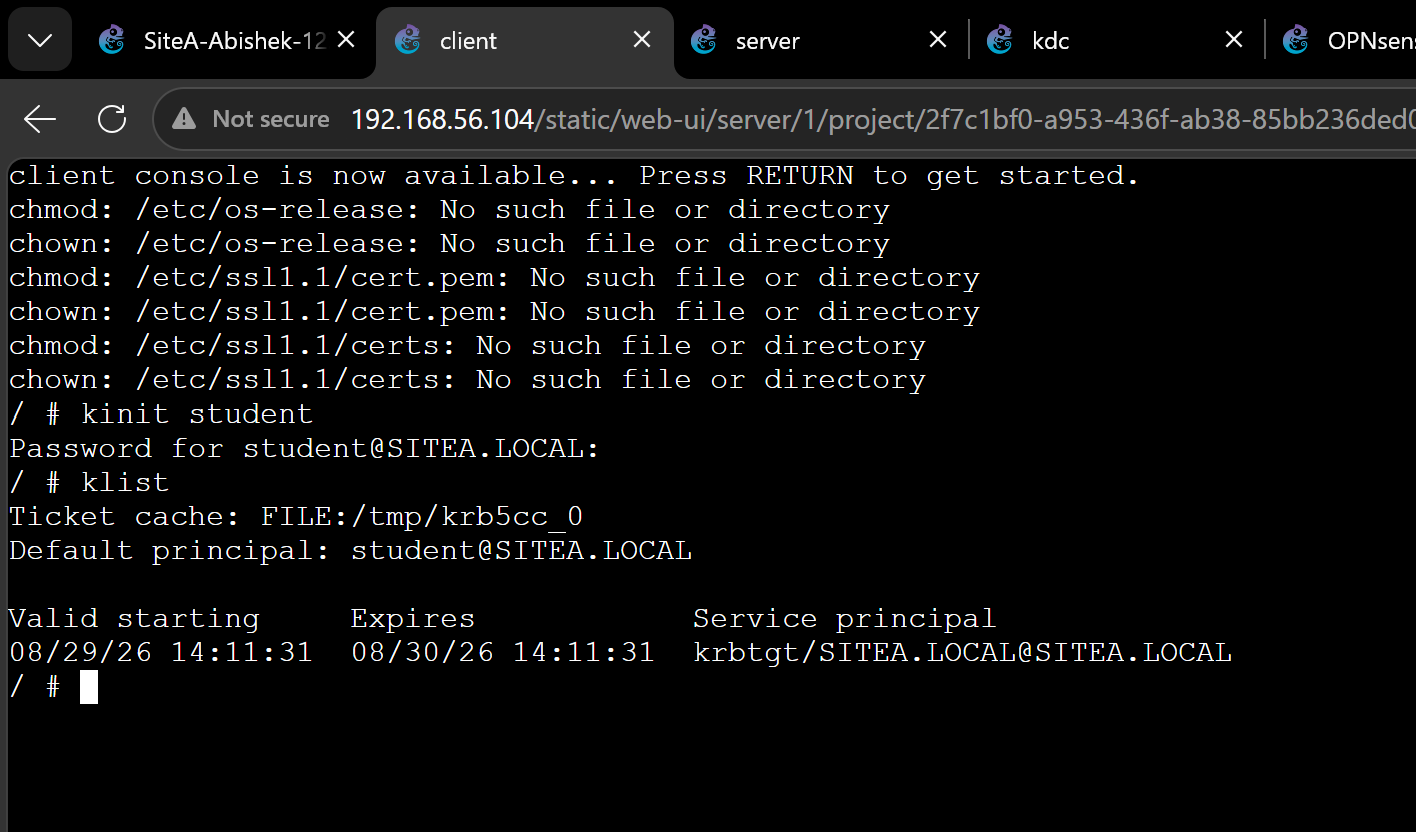 SiteA-Abishek-12
client
server
kdc
OPNsens
Not secure 192.168.56.104/static/web-ui/server/1/project/2f7c1bf0-a953-436f-ab38-85bb236ded0
client console is now available... Press RETURN to get started.
chmod: /etc/os-release: No such file or directory
chown: /etc/os-release: No such file or directory
chmod: /etc/ssl1.1/cert.pem: No such file or directory
chown: /etc/ssl1.1/cert.pem: No such file or directory
chmod: /etc/ssl1.1/certs: No such file or directory
chown: /etc/ssl1.1/certs: No such file or directory
/ # kinit student
Password for student@SITEA.LOCAL:
/ # klist
Ticket cache: FILE:/tmp/krb5cc_0
Default principal: student@SITEA.LOCAL
Valid starting Expires Service principal
08/29/26 14:11:31 08/30/26 14:11:31 krbtgt/SITEA.LOCAL@SITEA.LOCAL
/ #